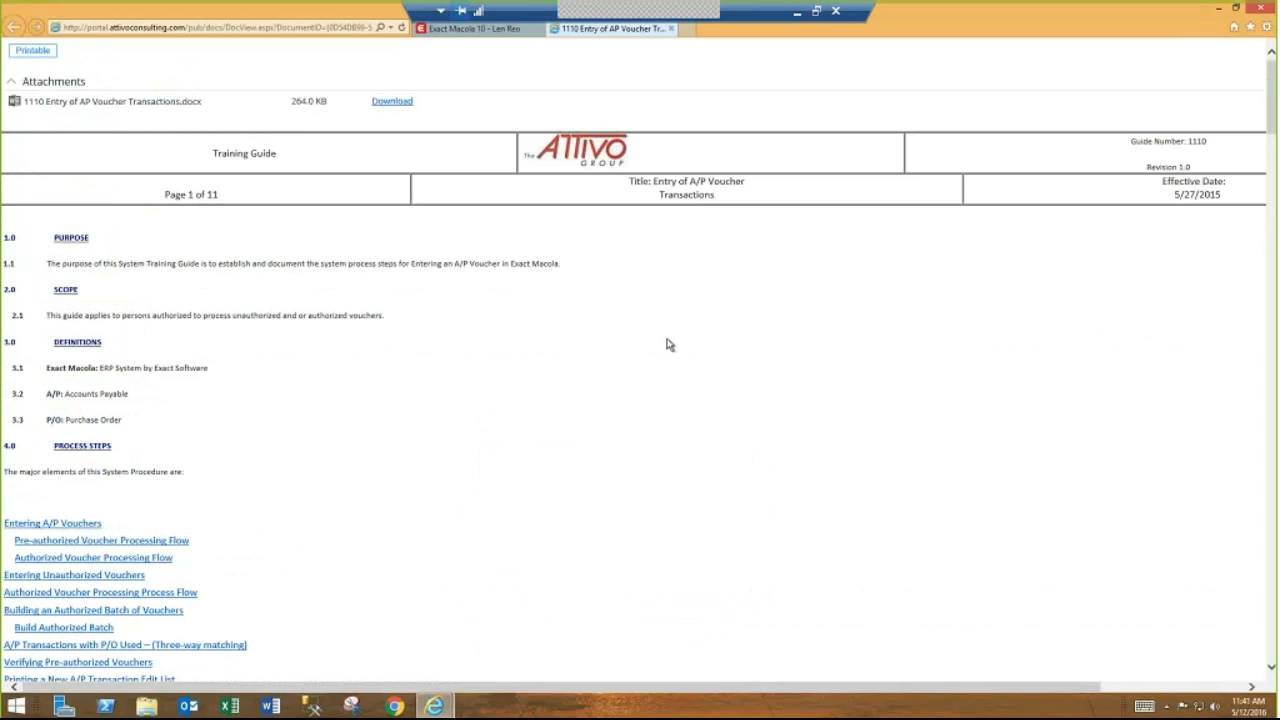 http://portal.attivoconsulting.com/pub/docs/DocView.aspx?DocumentID={0D54DB99-5
Exact Macola 10 - Len Reo
1110 Entry of AP Voucher Tr...
Printable
Attachments
1110 Entry of AP Voucher Transactions.docx 264.0 KB Download
Training Guide
The ATTIVO GROUP
Guide Number: 1110
Revision 1.0
Page 1 of 11
Title: Entry of A/P Voucher
Transactions
Effective Date:
5/27/2015
1.0 PURPOSE
1.1 The purpose of this System Training Guide is to establish and document the system process steps for Entering an A/P Voucher in Exact Macola.
2.0 SCOPE
2.1 This guide applies to persons authorized to process unauthorized and or authorized vouchers.
3.0 DEFINITIONS
3.1 Exact Macola: ERP System by Exact Software
3.2 A/P: Accounts Payable
3.3 P/O: Purchase Order
4.0 PROCESS STEPS
The major elements of this System Procedure are:
Entering A/P Vouchers
Pre-authorized Voucher Processing Flow
Authorized Voucher Processing Flow
Entering Unauthorized Vouchers
Authorized Voucher Processing Process Flow
Building an Authorized Batch of Vouchers
Build Authorized Batch
A/P Transactions with P/O Used – (Three-way matching)
Verifying Pre-authorized Vouchers
Printing a New A/P Transaction Edit List
11:41 AM
5/12/2016